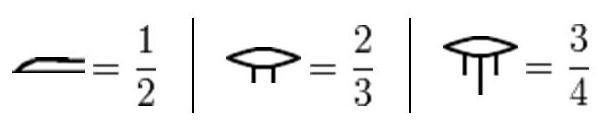 𓐛 = 1/2 | 𓂌 = 2/3 | 𓂍 = 3/4